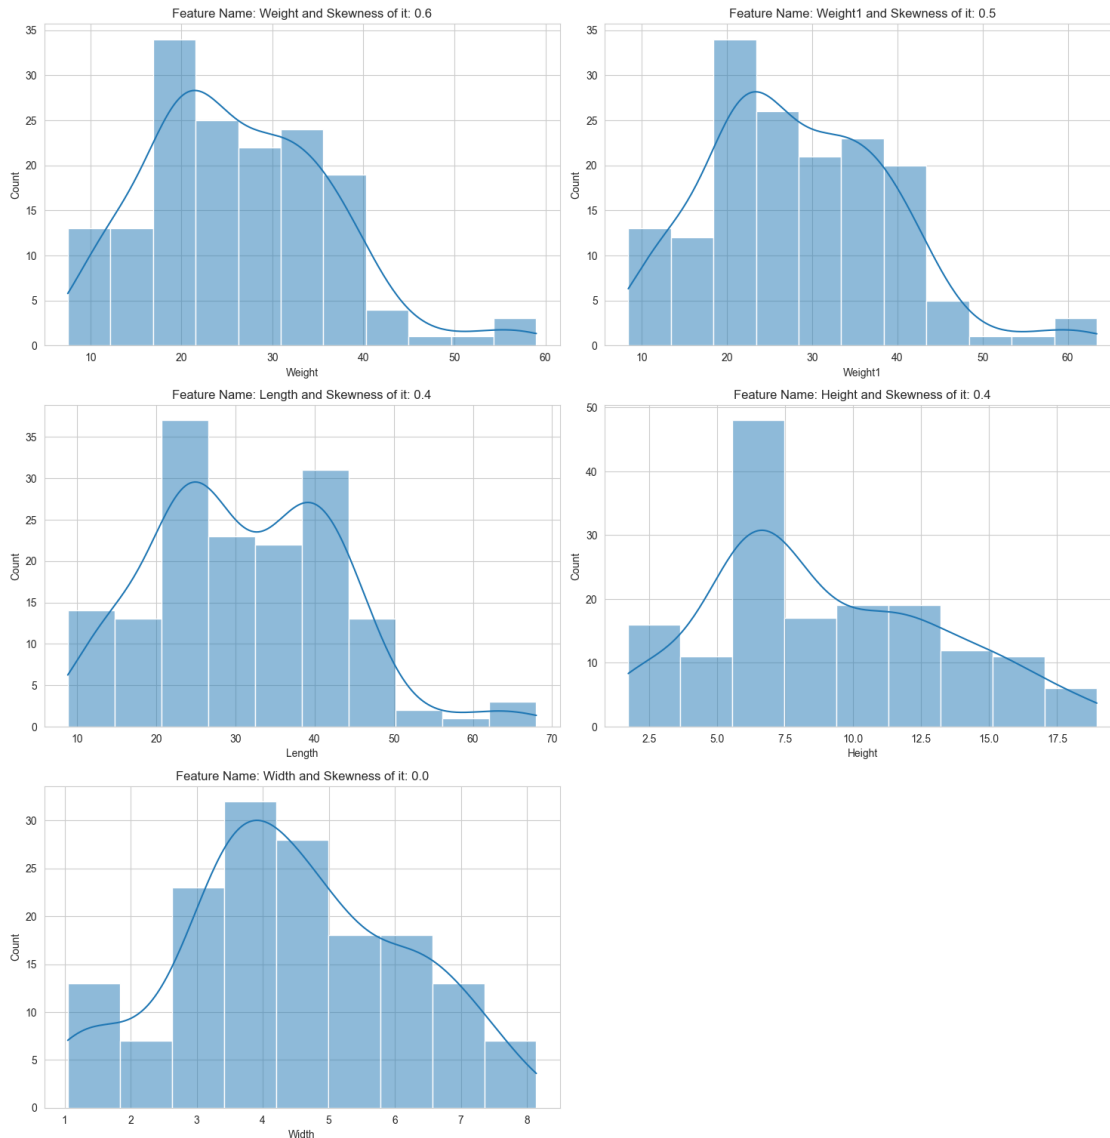 Feature Name: Weight and Skewness of it: 0.6
35
30
25
20
15
10
5
0
Count
10 20 30 40 50 60
Weight
Feature Name: Weight1 and Skewness of it: 0.5
35
30
25
20
15
10
5
0
Count
10 20 30 40 50 60
Weight1
Feature Name: Length and Skewness of it: 0.4
35
30
25
20
15
10
5
0
Count
10 20 30 40 50 60 70
Length
Feature Name: Height and Skewness of it: 0.4
50
40
30
20
10
0
Count
2.5 5.0 7.5 10.0 12.5 15.0 17.5
Height
Feature Name: Width and Skewness of it: 0.0
30
25
20
15
10
5
0
Count
1 2 3 4 5 6 7 8
Width